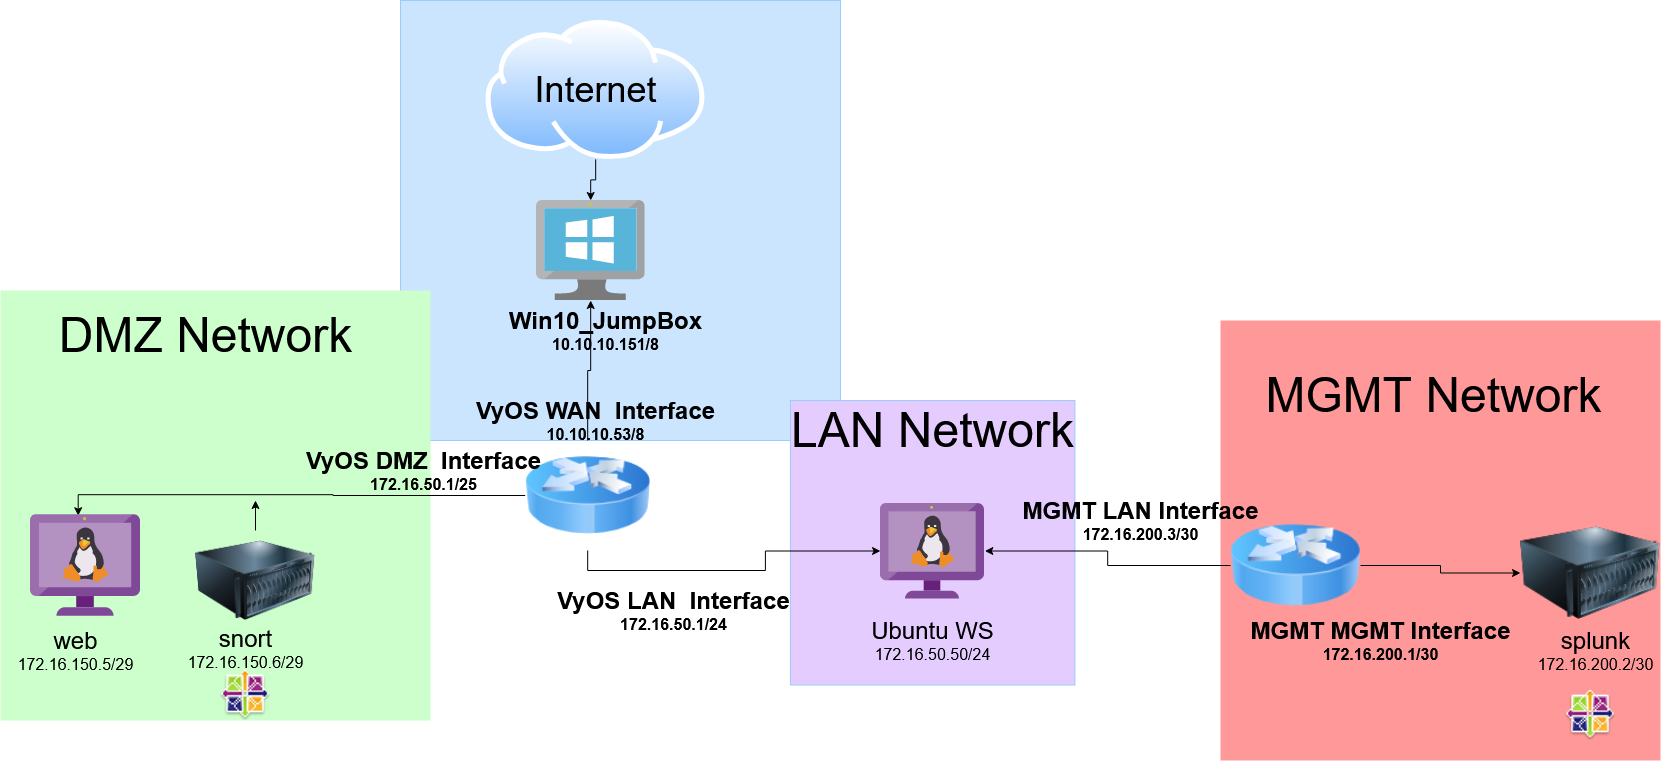 Internet
Win10_JumpBox
10.10.10.151/8
DMZ Network
VyOS WAN Interface
10.10.10.53/8
VyOS DMZ Interface
172.16.50.1/25
web
172.16.150.5/29
snort
172.16.150.6/29
VyOS LAN Interface
172.16.50.1/24
LAN Network
Ubuntu WS
172.16.50.50/24
MGMT Network
MGMT LAN Interface
172.16.200.3/30
MGMT MGMT Interface
172.16.200.1/30
splunk
172.16.200.2/30